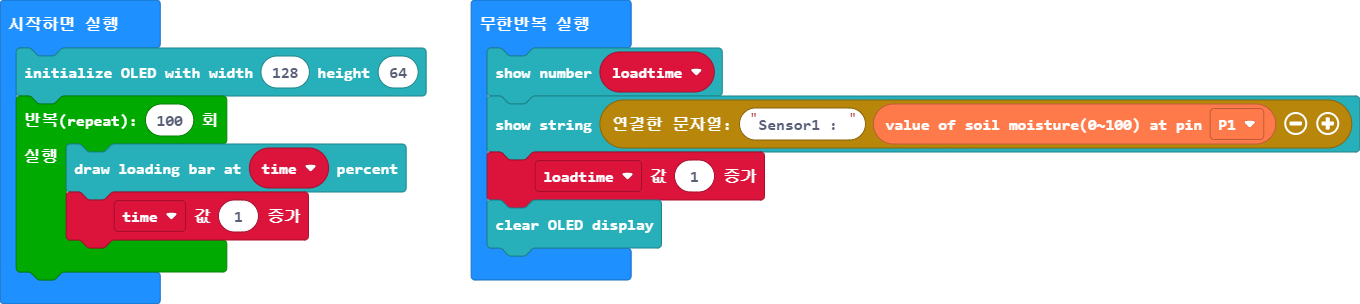 시작하면 실행
initialize OLED with width 128 height 64
반복(repeat): 100 회
실행
draw loading bar at time percent
time 값 1 증가
무한반복 실행
show number loadtime
show string 연결한 문자열: "Sensor1 : " value of soil moisture(0~100) at pin P1
loadtime 값 1 증가
clear OLED display